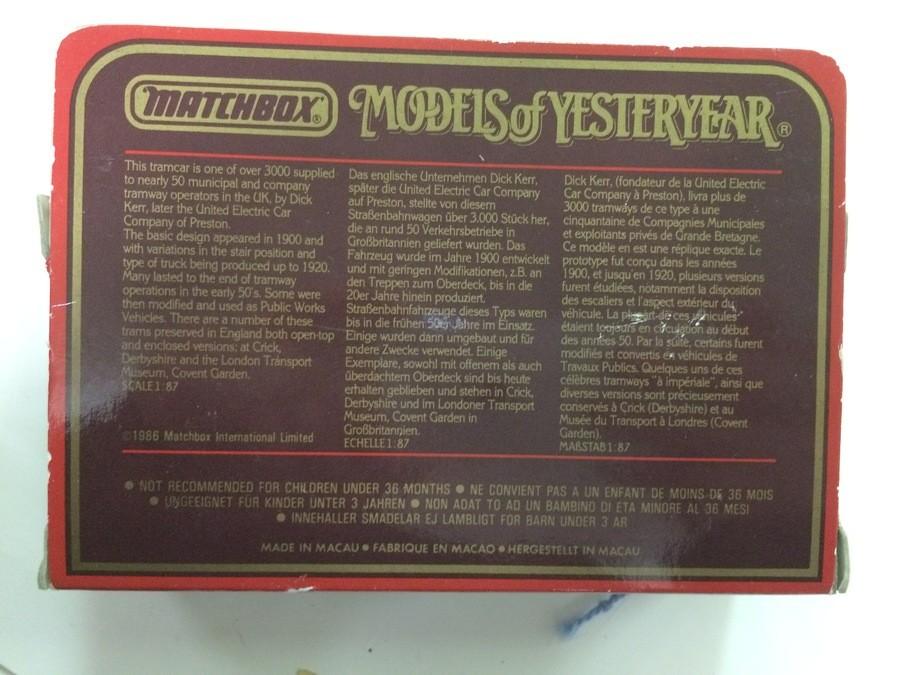 MATCHBOX® MODELS of YESTERYEAR®
This tramcar is one of over 3000 supplied
to nearly 50 municipal and company
tramway operators in the UK, by Dick
Kerr, later the United Electric Car
Company of Preston.
The basic design appeared in 1900 and
with variations in the stair position and
type of truck being produced up to 1920.
Many lasted to the end of tramway
operations in the early 50's. Some were
then modified and used as Public Works
Vehicles. There are a number of these
trams preserved in England both open-top
and enclosed versions; at Crick,
Derbyshire and the London Transport
Museum, Covent Garden.
SCALE 1:87
©1986 Matchbox International Limited
Das englische Unternehmen Dick Kerr,
später die United Electric Car Company
auf Preston, stellte von diesem
Straßenbahnwagen über 3.000 Stück her,
die an rund 50 Verkehrsbetriebe in
Großbritannien geliefert wurden. Das
Fahrzeug wurde im Jahre 1900 entwickelt
und mit geringen Modifikationen, z.B. an
den Treppen zum Oberdeck, bis in die
20er Jahre hinein produziert.
Straßenbahnfahrzeuge dieses Typs waren
bis in die frühen 50er Jahre im Einsatz.
Einige wurden dann umgebaut und für
andere Zwecke verwendet. Einige
Exemplare, sowohl mit offenem als auch
überdachtem Oberdeck sind bis heute
erhalten geblieben und stehen in Crick,
Derbyshire und im Londoner Transport
Museum, Covent Garden in
Großbritannien.
ECHELLE 1:87
Dick Kerr, (fondateur de la United Electric
Car Company à Preston), livra plus de
3000 tramways de ce type à une
cinquantaine de Compagnies Municipales
et exploitants privés de Grande Bretagne.
Ce modèle en est une réplique exacte. Le
prototype fut conçu dans les années
1900, et jusqu'en 1920, plusieurs versions
furent étudiées, notamment la disposition
des escaliers et l'aspect extérieur du
véhicule. La plupart de ces véhicules
étaient toujours en circulation au début
des années 50. Par la suite, certains furent
modifiés et convertis en véhicules de
Travaux Publics. Quelques uns de ces
célèbres tramways "à impériale", ainsi que
diverses versions sont précieusement
conservés à Crick (Derbyshire) et au
Musée du Transport à Londres (Covent
Garden).
MAßSTAB 1:87
● NOT RECOMMENDED FOR CHILDREN UNDER 36 MONTHS ● NE CONVIENT PAS A UN ENFANT DE MOINS DE 36 MOIS
● UNGEEIGNET FÜR KINDER UNTER 3 JAHREN ● NON ADAT TO AD UN BAMBINO DI ETA MINORE AL 36 MESI
● INNEHALLER SMADELAR EJ LAMBLIGT FOR BARN UNDER 3 AR
MADE IN MACAU ● FABRIQUE EN MACAO ● HERGESTELLT IN MACAU